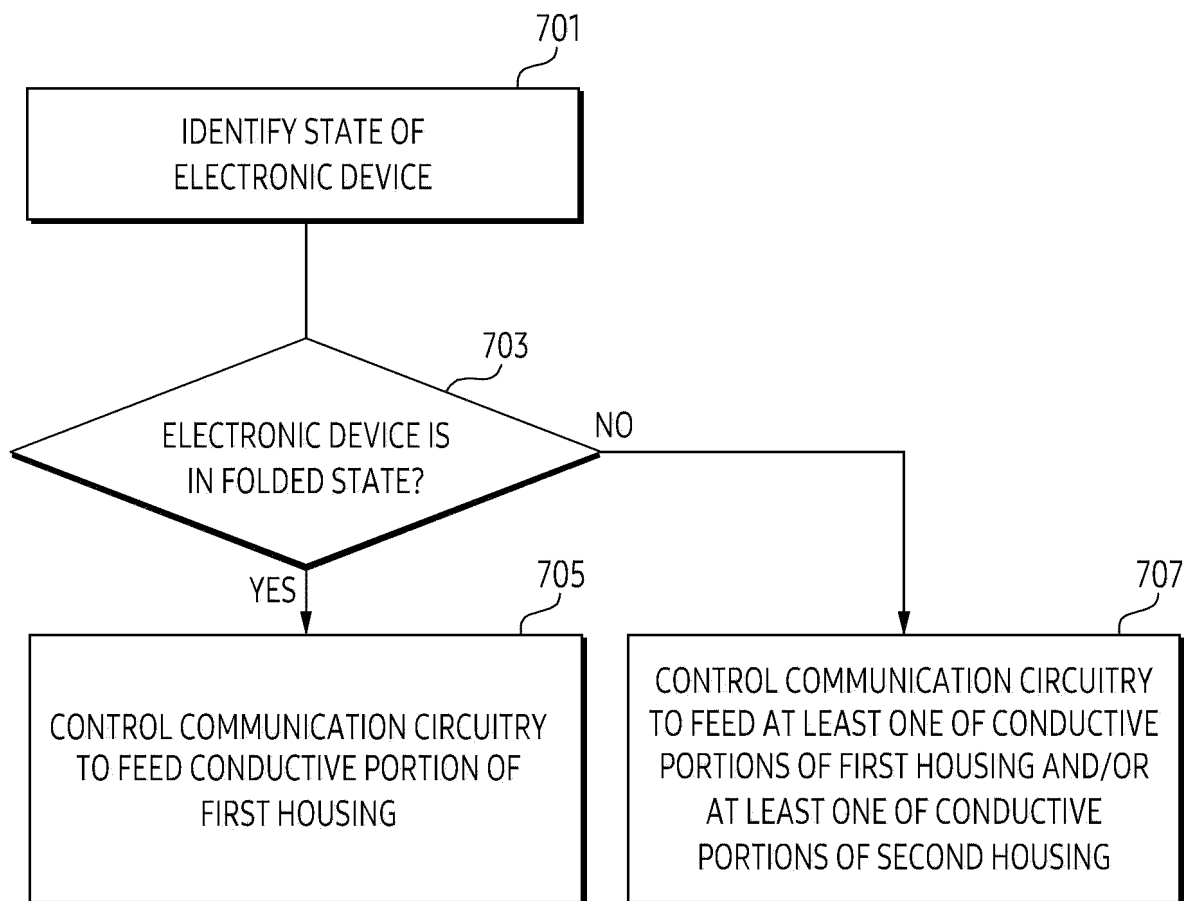 701
IDENTIFY STATE OF
ELECTRONIC DEVICE
703
ELECTRONIC DEVICE IS
IN FOLDED STATE?
NO
YES
705
CONTROL COMMUNICATION CIRCUITRY
TO FEED CONDUCTIVE PORTION OF
FIRST HOUSING
707
CONTROL COMMUNICATION CIRCUITRY
TO FEED AT LEAST ONE OF CONDUCTIVE
PORTIONS OF FIRST HOUSING AND/OR
AT LEAST ONE OF CONDUCTIVE
PORTIONS OF SECOND HOUSING